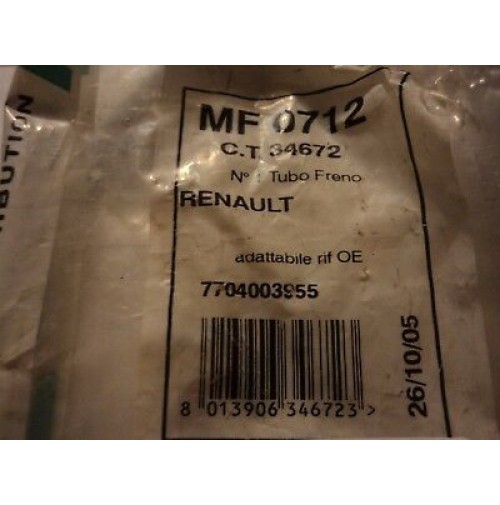 MF 0712
C.T 34672
N° 1 Tubo Freno
RENAULT
adattabile rif OE
7704003955
8 013906 346723 >
26/10/05